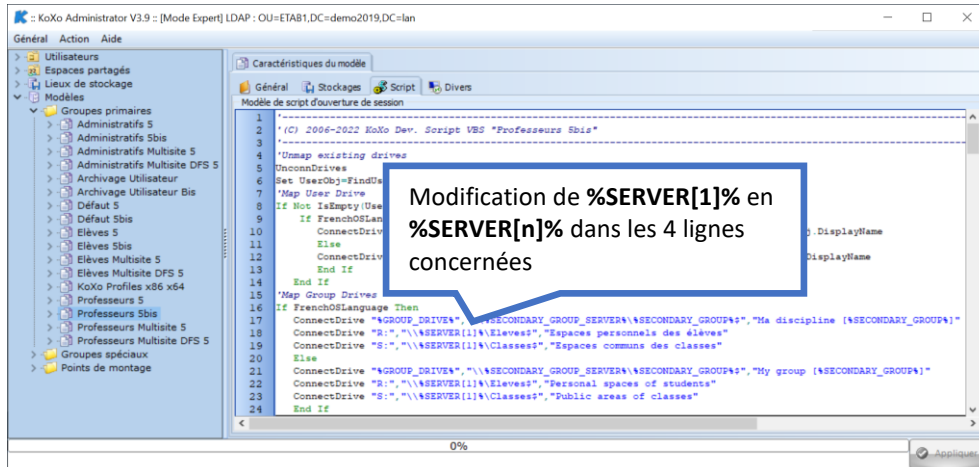 :: KoXo Administrator V3.9 :: [Mode Expert] LDAP : OU=ETAB1,DC=demo2019,DC=lan
Général Action Aide
Utilisateurs
Espaces partagés
Lieux de stockage
Modèles
Groupes primaires
Administratifs 5
Administratifs 5bis
Administratifs Multisite 5
Administratifs Multisite DFS 5
Archivage Utilisateur
Archivage Utilisateur Bis
Défaut 5
Défaut 5bis
Elèves 5
Elèves 5bis
Elèves Multisite 5
Elèves Multisite DFS 5
KoXo Profiles x86 x64
Professeurs 5
Professeurs 5bis
Professeurs Multisite 5
Professeurs Multisite DFS 5
Groupes spéciaux
Points de montage
Caractéristiques du modèle
Général Stockages Script Divers
Modèle de script d'ouverture de session
1 '----------------------------------------
2 '(C) 2006-2022 KoXo Dev. Script VBS "Professeurs 5bis"
3 '----------------------------------------
4 'Unmap existing drives
5 UnconnDrives
6 Set UserObj=FindUs
7 'Map User Drive
8 If Not IsEmpty(Use
9 If FrenchOSLan
10 ConnectDriv j.DisplayName
11 Else
12 ConnectDriv DisplayName
13 End If
14 End If
15 'Map Group Drives
16 If FrenchOSLanguage Then
17 ConnectDrive "%GROUP_DRIVE%", %SECONDARY_GROUP_SERVER%\%SECONDARY_GROUP%$","Ma discipline [%SECONDARY_GROUP%]"
18 ConnectDrive "R:","\\%SERVER[1]%\Eleves$","Espaces personnels des élèves"
19 ConnectDrive "S:","\\%SERVER[1]%\Classes$","Espaces communs des classes"
20 Else
21 ConnectDrive "%GROUP_DRIVE%","\\%SECONDARY_GROUP_SERVER%\%SECONDARY_GROUP%$","My group [%SECONDARY_GROUP%]"
22 ConnectDrive "R:","\\%SERVER[1]%\Eleves$","Personal spaces of students"
23 ConnectDrive "S:","\\%SERVER[1]%\Classes$","Public areas of classes"
24 End If
Modification de %SERVER[1]% en
%SERVER[n]% dans les 4 lignes
concernées
0%
Appliquer